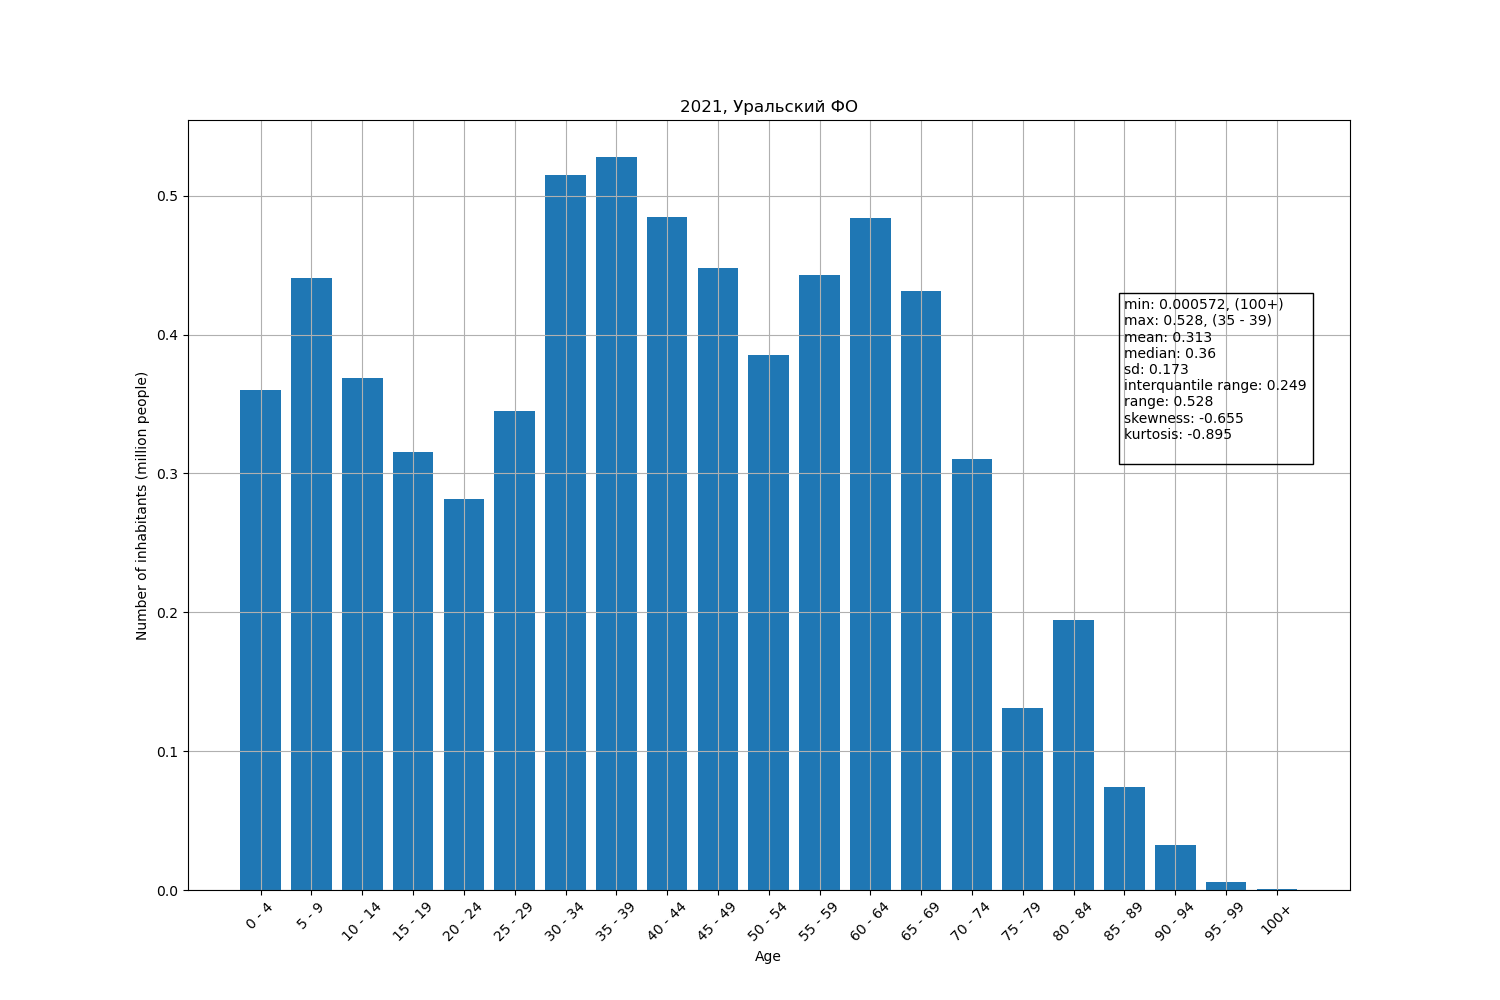 2021, Уральский ФО
Number of inhabitants (million people)
0.5
0.4
0.3
0.2
0.1
0.0
min: 0.000572, (100+)
max: 0.528, (35 - 39)
mean: 0.313
median: 0.36
sd: 0.173
interquantile range: 0.249
range: 0.528
skewness: -0.655
kurtosis: -0.895
0 - 4
5 - 9
10 - 14
15 - 19
20 - 24
25 - 29
30 - 34
35 - 39
40 - 44
45 - 49
50 - 54
55 - 59
60 - 64
65 - 69
70 - 74
75 - 79
80 - 84
85 - 89
90 - 94
95 - 99
100+
Age